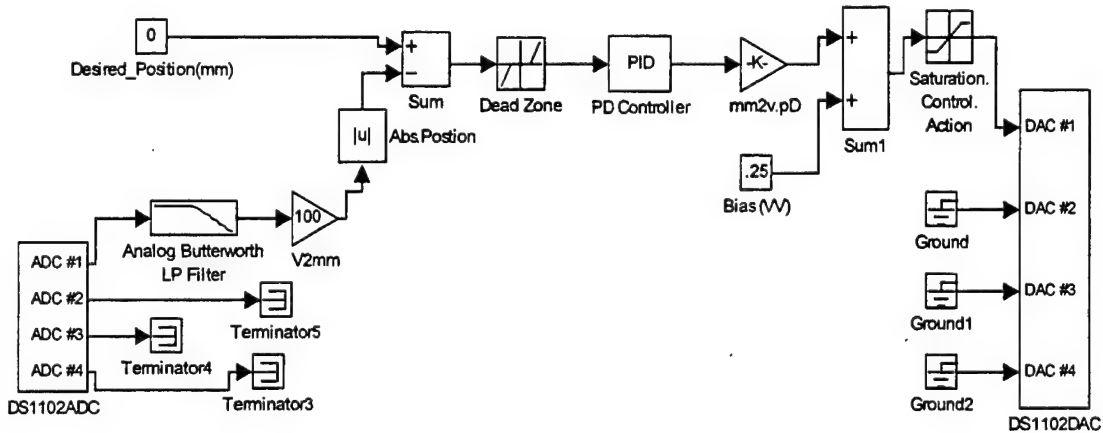 0
Desired_Position(mm)
+
−
Sum
Dead Zone
PID
PD Controller
-K-
mm2v.pD
+
+
Sum1
Saturation.
Control.
Action
|u|
Abs.Postion
.25
Bias (VV)
100
V2mm
Analog Butterworth
LP Filter
ADC #1
ADC #2
ADC #3
ADC #4
DS1102ADC
Terminator5
Terminator4
Terminator3
DAC #1
DAC #2
DAC #3
DAC #4
DS1102DAC
Ground
Ground1
Ground2